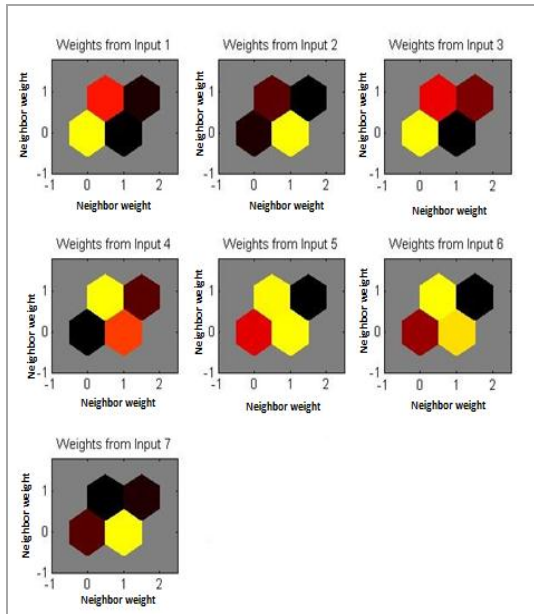 Weights from Input 1
Neighbor weight
1
0
-1
-1 0 1 2
Neighbor weight
Weights from Input 2
Neighbor weight
1
0
-1
-1 0 1 2
Neighbor weight
Weights from Input 3
Neighbor weight
1
0
-1
-1 0 1 2
Neighbor weight
Weights from Input 4
Neighbor weight
1
0
-1
-1 0 1 2
Neighbor weight
Weights from Input 5
Neighbor weight
1
0
-1
-1 0 1 2
Neighbor weight
Weights from Input 6
Neighbor weight
1
0
-1
-1 0 1 2
Neighbor weight
Weights from Input 7
Neighbor weight
1
0
-1
-1 0 1 2
Neighbor weight